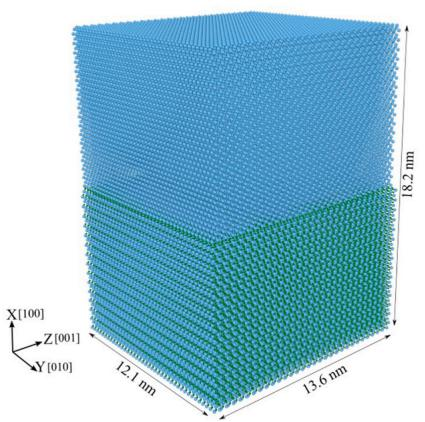 18.2 nm
X[100]
Z[001]
Y[010]
12.1 nm
13.6 nm